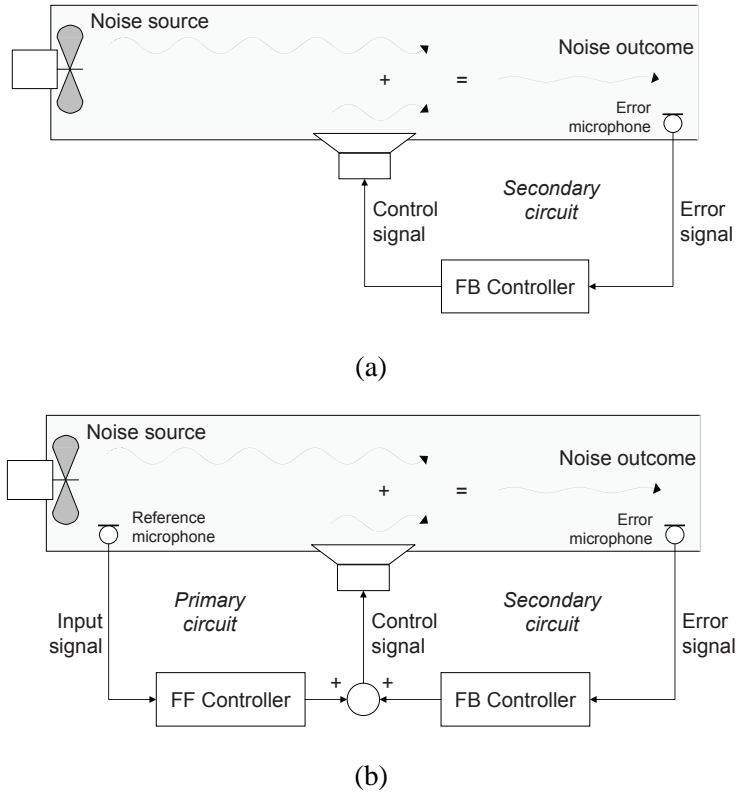 Noise source
Noise outcome
+
=
Error
microphone
Control
signal
Secondary
circuit
Error
signal
FB Controller
(a)
Noise source
Noise outcome
+
=
Reference
microphone
Error
microphone
Input
signal
Primary
circuit
Control
signal
Secondary
circuit
Error
signal
FF Controller
+
+
FB Controller
(b)